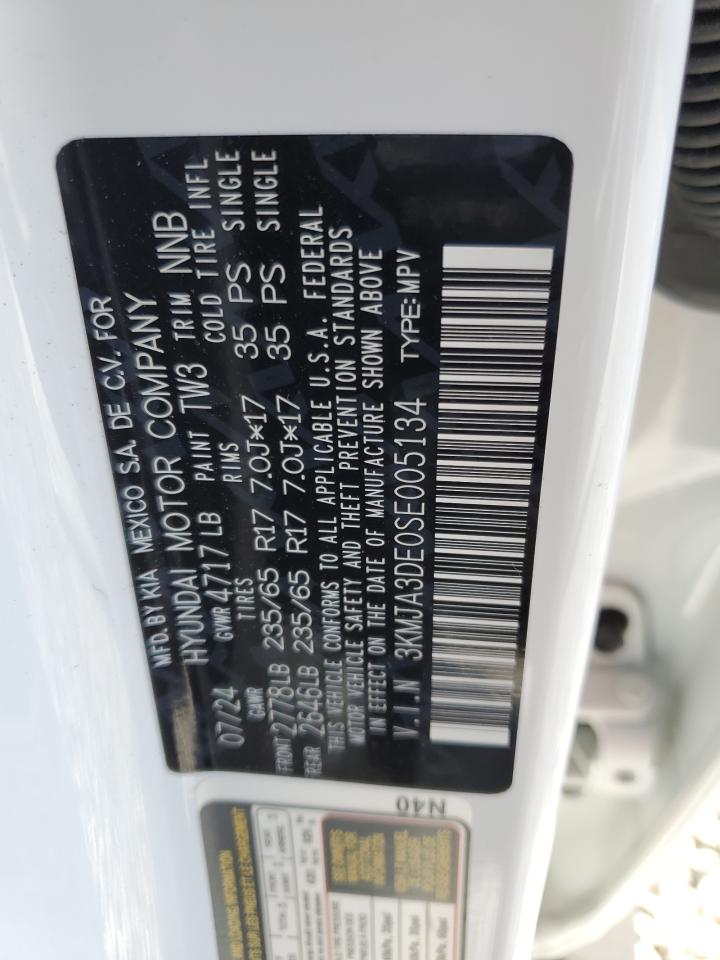 MFD.BY KIA MEXICO S.A. DE C.V. FOR
HYUNDAI MOTOR COMPANY
07/24 GVWR 4717 LB PAINT TW3 TRIM NNB
GAWR TIRES RIMS COLD TIRE INFL
FRONT 2778LB 235/65 R17 7.0J×17 35 PS SINGLE
REAR 2646LB 235/65 R17 7.0J×17 35 PS SINGLE
THIS VEHICLE CONFORMS TO ALL APPLICABLE U.S.A. FEDERAL
MOTOR VEHICLE SAFETY AND THEFT PREVENTION STANDARDS
IN EFFECT ON THE DATE OF MANUFACTURE SHOWN ABOVE
V.I.N 3KMJA3DE0SE005134 TYPE:MPV
N40
AND LOADING INFORMATION